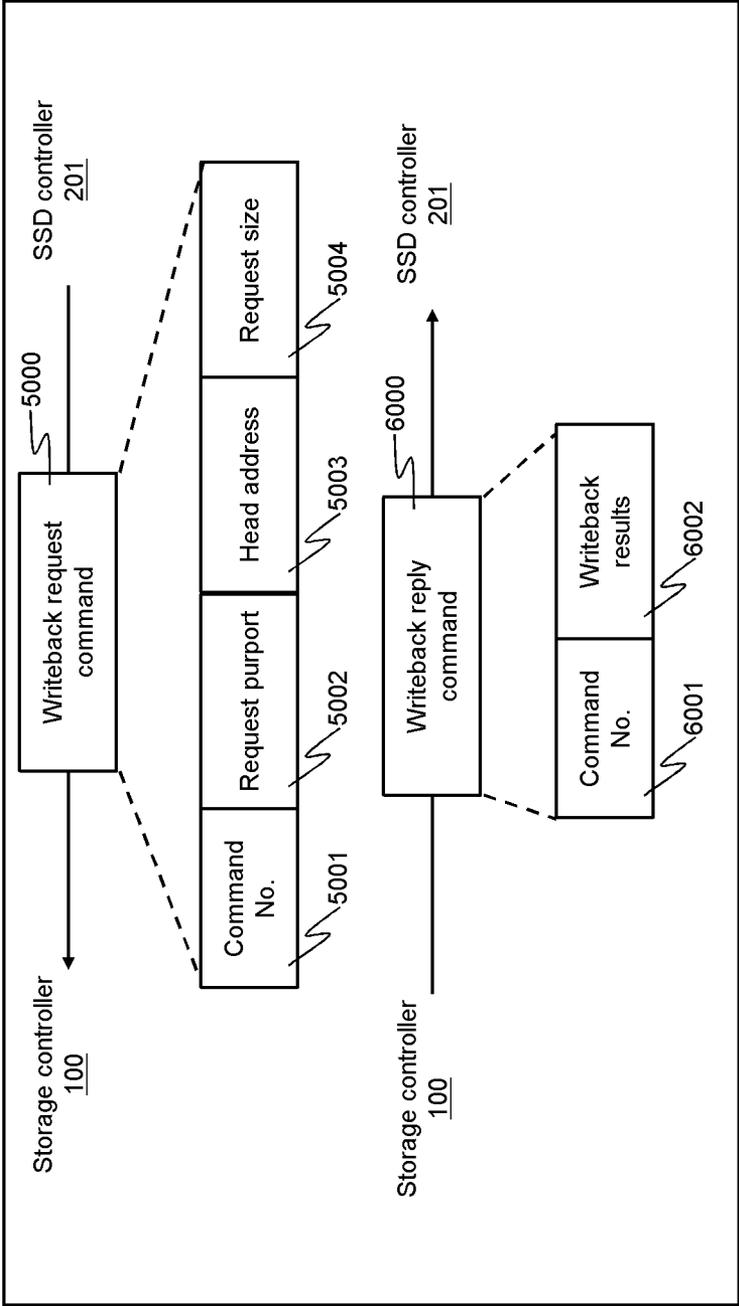 Storage controller
100
Writeback request
command
5000
SSD controller
201
Command
No.
Request purport
Head address
Request size
5001
5002
5003
5004
Storage controller
100
Writeback reply
command
6000
SSD controller
201
Command
No.
Writeback
results
6001
6002